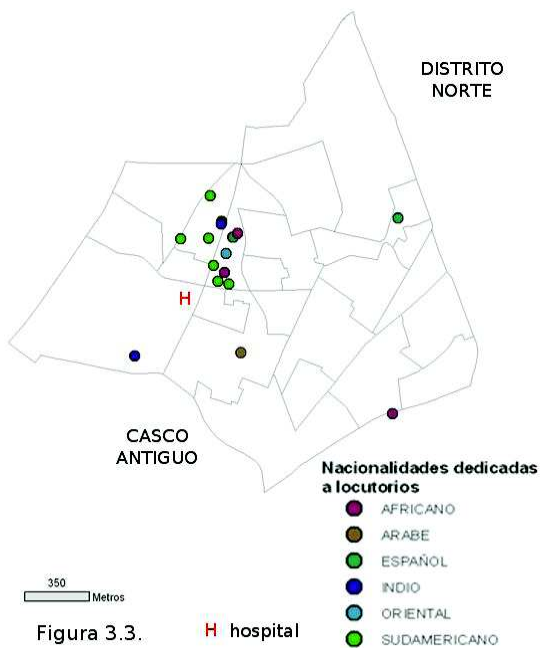 DISTRITO
NORTE
H
CASCO
ANTIGUO
Nacionalidades dedicadas
a locutorios
AFRICANO
ARABE
ESPAÑOL
INDIO
ORIENTAL
SUDAMERICANO
350
Metros
Figura 3.3.
H hospital